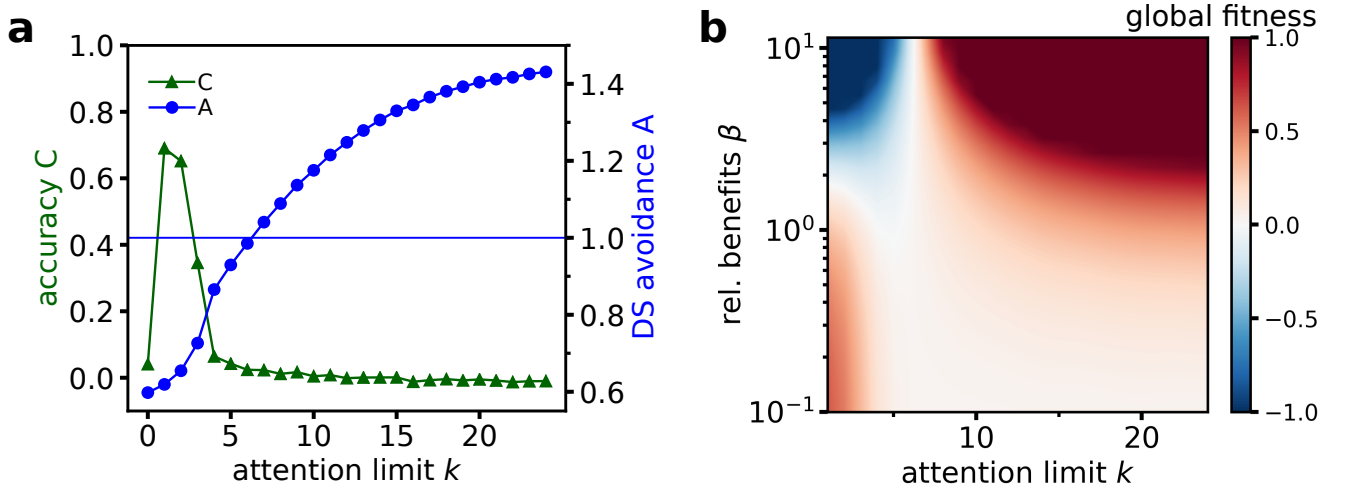 a
1.0
0.8
0.6
0.4
0.2
0.0
accuracy C
C
A
1.4
1.2
1.0
0.8
0.6
DS avoidance A
0 5 10 15 20
attention limit k
b
global fitness
10¹
10⁰
10⁻¹
rel. benefits β
10 20
attention limit k
1.0
0.5
0.0
−0.5
−1.0